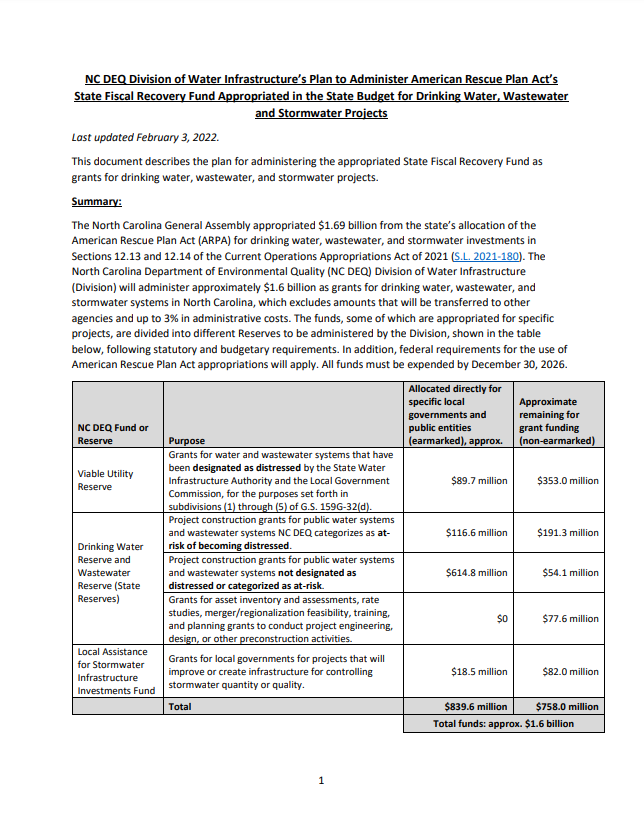 NC DEQ Division of Water Infrastructure's Plan to Administer American Rescue Plan Act's
State Fiscal Recovery Fund Appropriated in the State Budget for Drinking Water, Wastewater
and Stormwater Projects
Last updated February 3, 2022.
This document describes the plan for administering the appropriated State Fiscal Recovery Fund as
grants for drinking water, wastewater, and stormwater projects.
Summary:
The North Carolina General Assembly appropriated $1.69 billion from the state's allocation of the
American Rescue Plan Act (ARPA) for drinking water, wastewater, and stormwater investments in
Sections 12.13 and 12.14 of the Current Operations Appropriations Act of 2021 (S.L. 2021-180). The
North Carolina Department of Environmental Quality (NC DEQ) Division of Water Infrastructure
(Division) will administer approximately $1.6 billion as grants for drinking water, wastewater, and
stormwater systems in North Carolina, which excludes amounts that will be transferred to other
agencies and up to 3% in administrative costs. The funds, some of which are appropriated for specific
projects, are divided into different Reserves to be administered by the Division, shown in the table
below, following statutory and budgetary requirements. In addition, federal requirements for the use of
American Rescue Plan Act appropriations will apply. All funds must be expended by December 30, 2026.
NC DEQ Fund or
Reserve
Purpose
Allocated directly for
specific local
governments and
public entities
(earmarked), approx.
Approximate
remaining for
grant funding
(non-earmarked)
Viable Utility
Reserve
Grants for water and wastewater systems that have
been designated as distressed by the State Water
Infrastructure Authority and the Local Government
Commission, for the purposes set forth in
subdivisions (1) through (5) of G.S. 159G-32(d).
$89.7 million
$353.0 million
Drinking Water
Reserve and
Wastewater
Reserve (State
Reserves)
Project construction grants for public water systems
and wastewater systems NC DEQ categorizes as at-
risk of becoming distressed.
$116.6 million
$191.3 million
Project construction grants for public water systems
and wastewater systems not designated as
distressed or categorized as at-risk.
$614.8 million
$54.1 million
Grants for asset inventory and assessments, rate
studies, merger/regionalization feasibility, training,
and planning grants to conduct project engineering,
design, or other preconstruction activities.
$0
$77.6 million
Local Assistance
for Stormwater
Infrastructure
Investments Fund
Grants for local governments for projects that will
improve or create infrastructure for controlling
stormwater quantity or quality.
$18.5 million
$82.0 million
Total
$839.6 million
$758.0 million
Total funds: approx. $1.6 billion
1